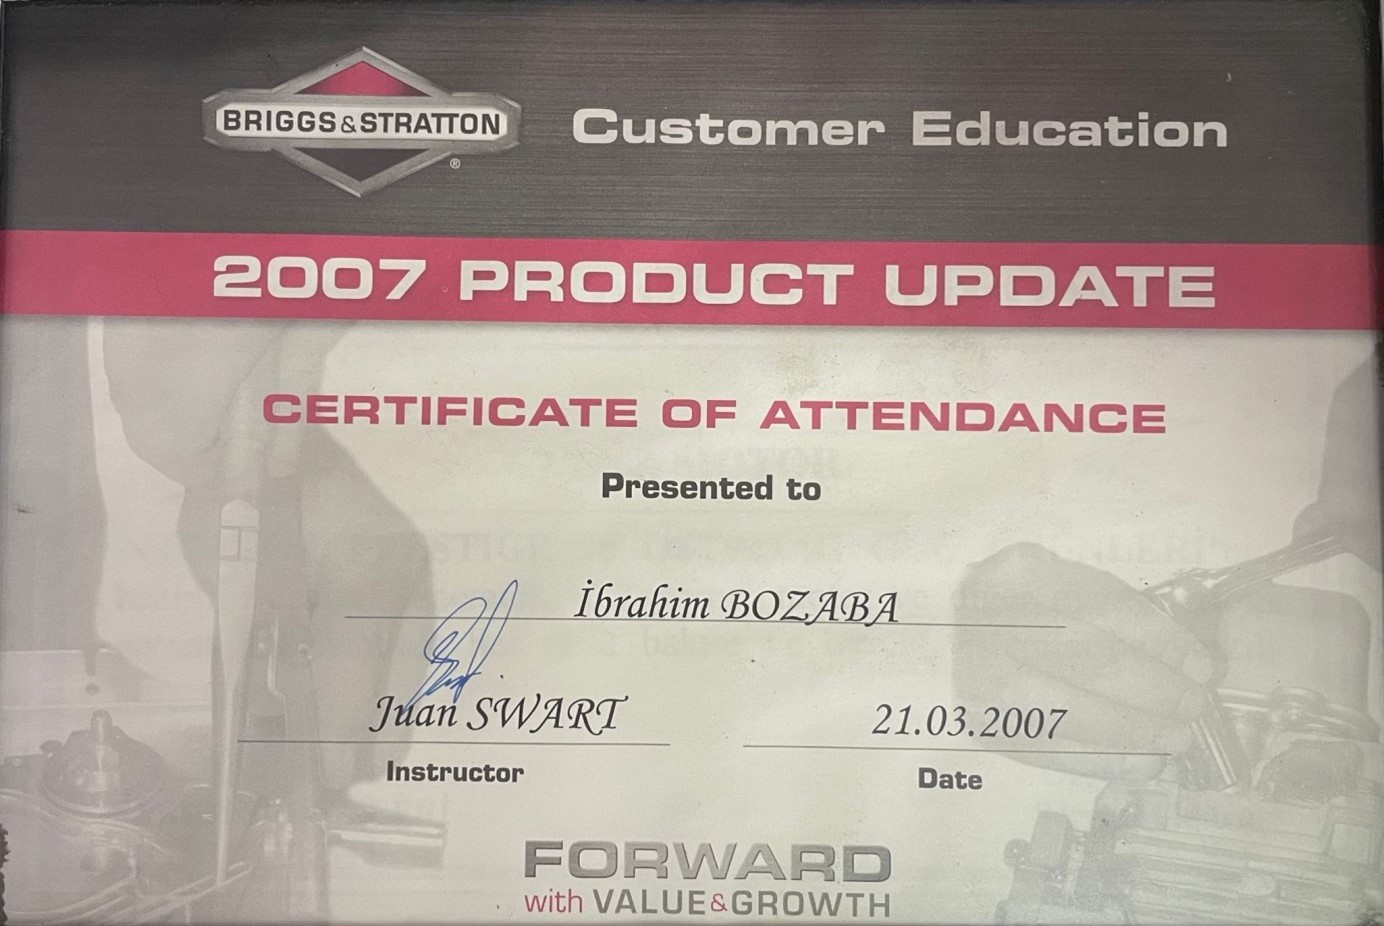 BRIGGS & STRATTON ®
Customer Education
2007 PRODUCT UPDATE
CERTIFICATE OF ATTENDANCE
Presented to
İbrahim BOZABA
Juan SWART
21.03.2007
Instructor
Date
FORWARD
with VALUE&GROWTH